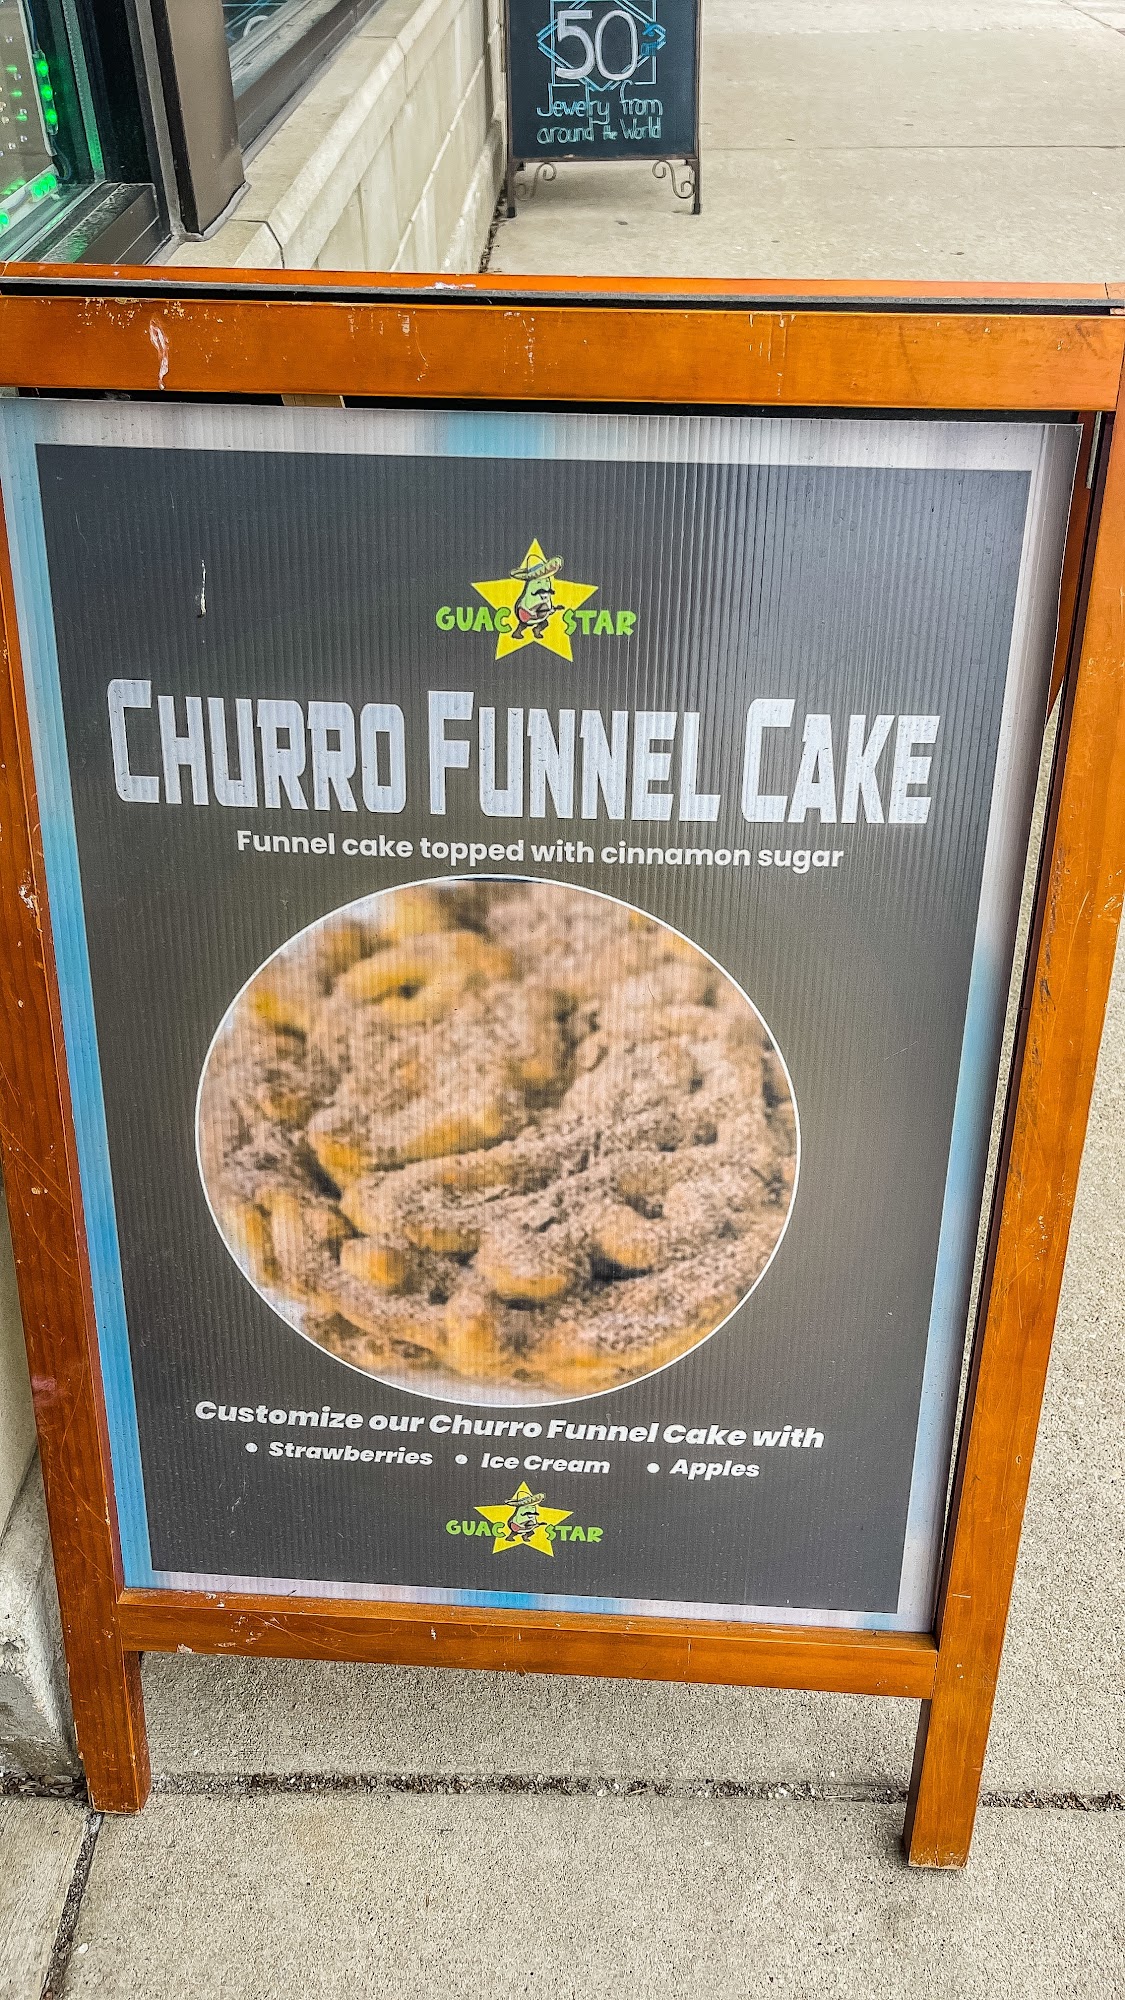 50% OFF
Jewelry from
around the World
GUAC STAR
CHURRO FUNNEL CAKE
Funnel cake topped with cinnamon sugar
Customize our Churro Funnel Cake with
• Strawberries • Ice Cream • Apples
GUAC STAR